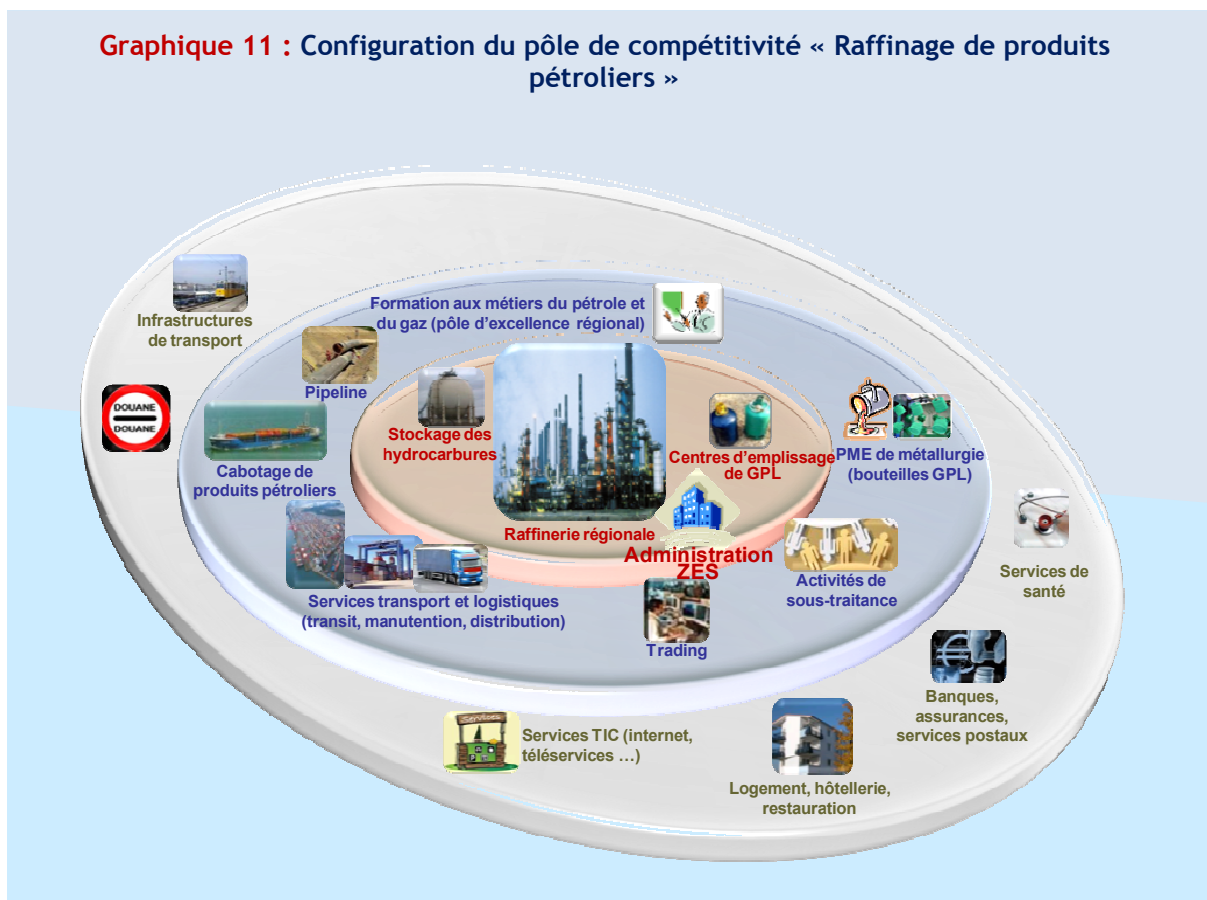 Graphique 11 : Configuration du pôle de compétitivité « Raffinage de produits
pétroliers »
Formation aux métiers du pétrole et
du gaz (pôle d’excellence régional)
Infrastructures
de transport
Pipeline
DOUANE
DOUANE
Stockage des
hydrocarbures
Centres d’emplissage
de GPL
PME de métallurgie
(bouteilles GPL)
Cabotage de
produits pétroliers
Raffinerie régionale
Administration
ZES
Activités de
sous-traitance
Services de
santé
Services transport et logistiques
(transit, manutention, distribution)
Trading
Banques,
assurances,
services postaux
Services
Services TIC (internet,
téléservices …)
Logement, hôtellerie,
restauration